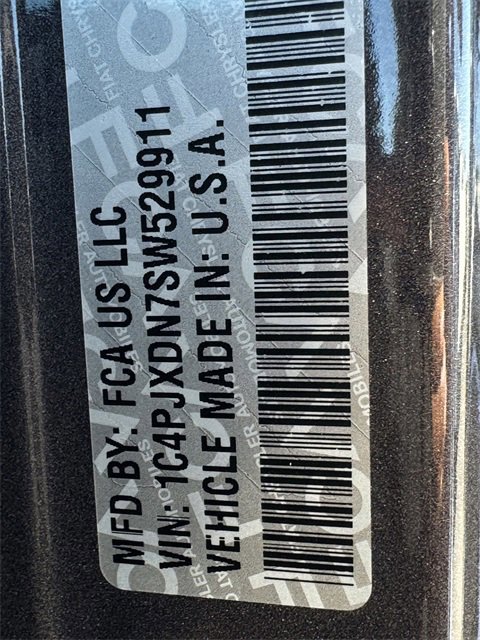 MFD BY: FCA US LLC
VIN: 1C4PJXDN7SW529911
VEHICLE MADE IN: U.S.A.